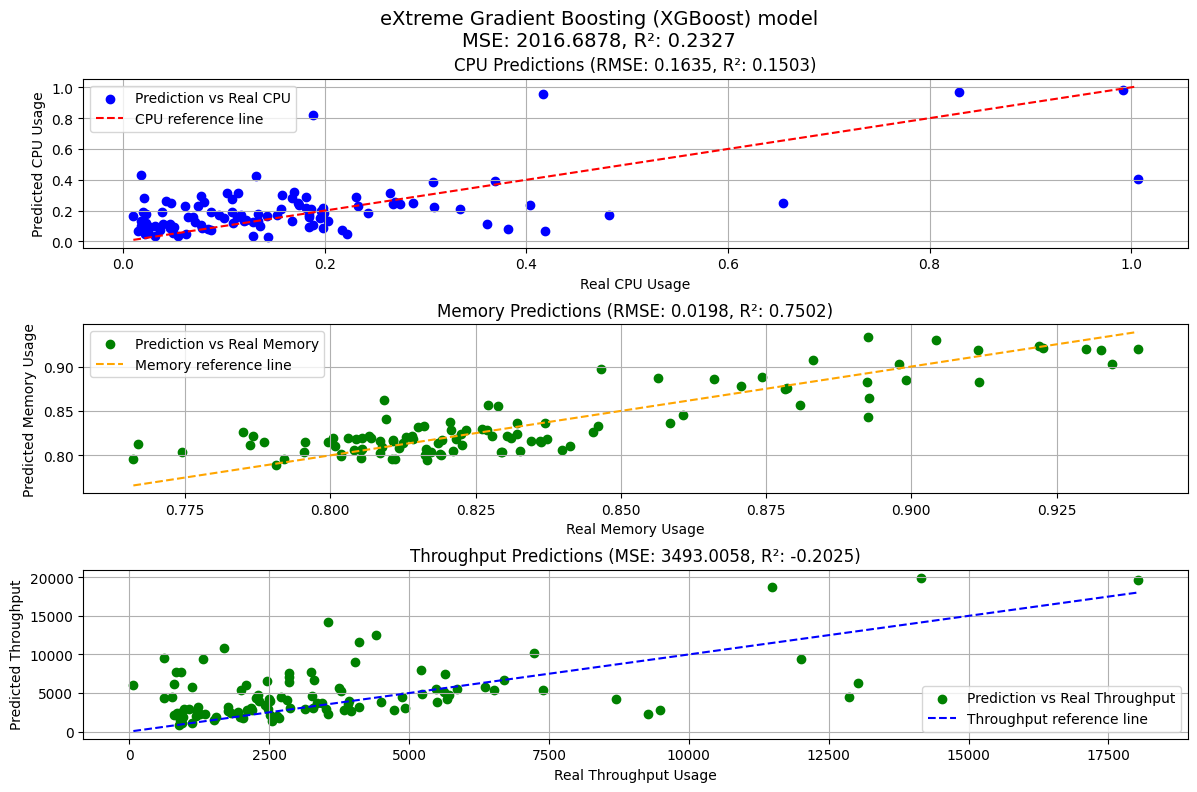 eXtreme Gradient Boosting (XGBoost) model
MSE: 2016.6878, R²: 0.2327
CPU Predictions (RMSE: 0.1635, R²: 0.1503)
Predicted CPU Usage
1.0
0.8
0.6
0.4
0.2
0.0
Prediction vs Real CPU
CPU reference line
0.0 0.2 0.4 0.6 0.8 1.0
Real CPU Usage
Memory Predictions (RMSE: 0.0198, R²: 0.7502)
Predicted Memory Usage
0.90
0.85
0.80
Prediction vs Real Memory
Memory reference line
0.775 0.800 0.825 0.850 0.875 0.900 0.925
Real Memory Usage
Throughput Predictions (MSE: 3493.0058, R²: -0.2025)
Predicted Throughput
20000
15000
10000
5000
0
Prediction vs Real Throughput
Throughput reference line
0 2500 5000 7500 10000 12500 15000 17500
Real Throughput Usage